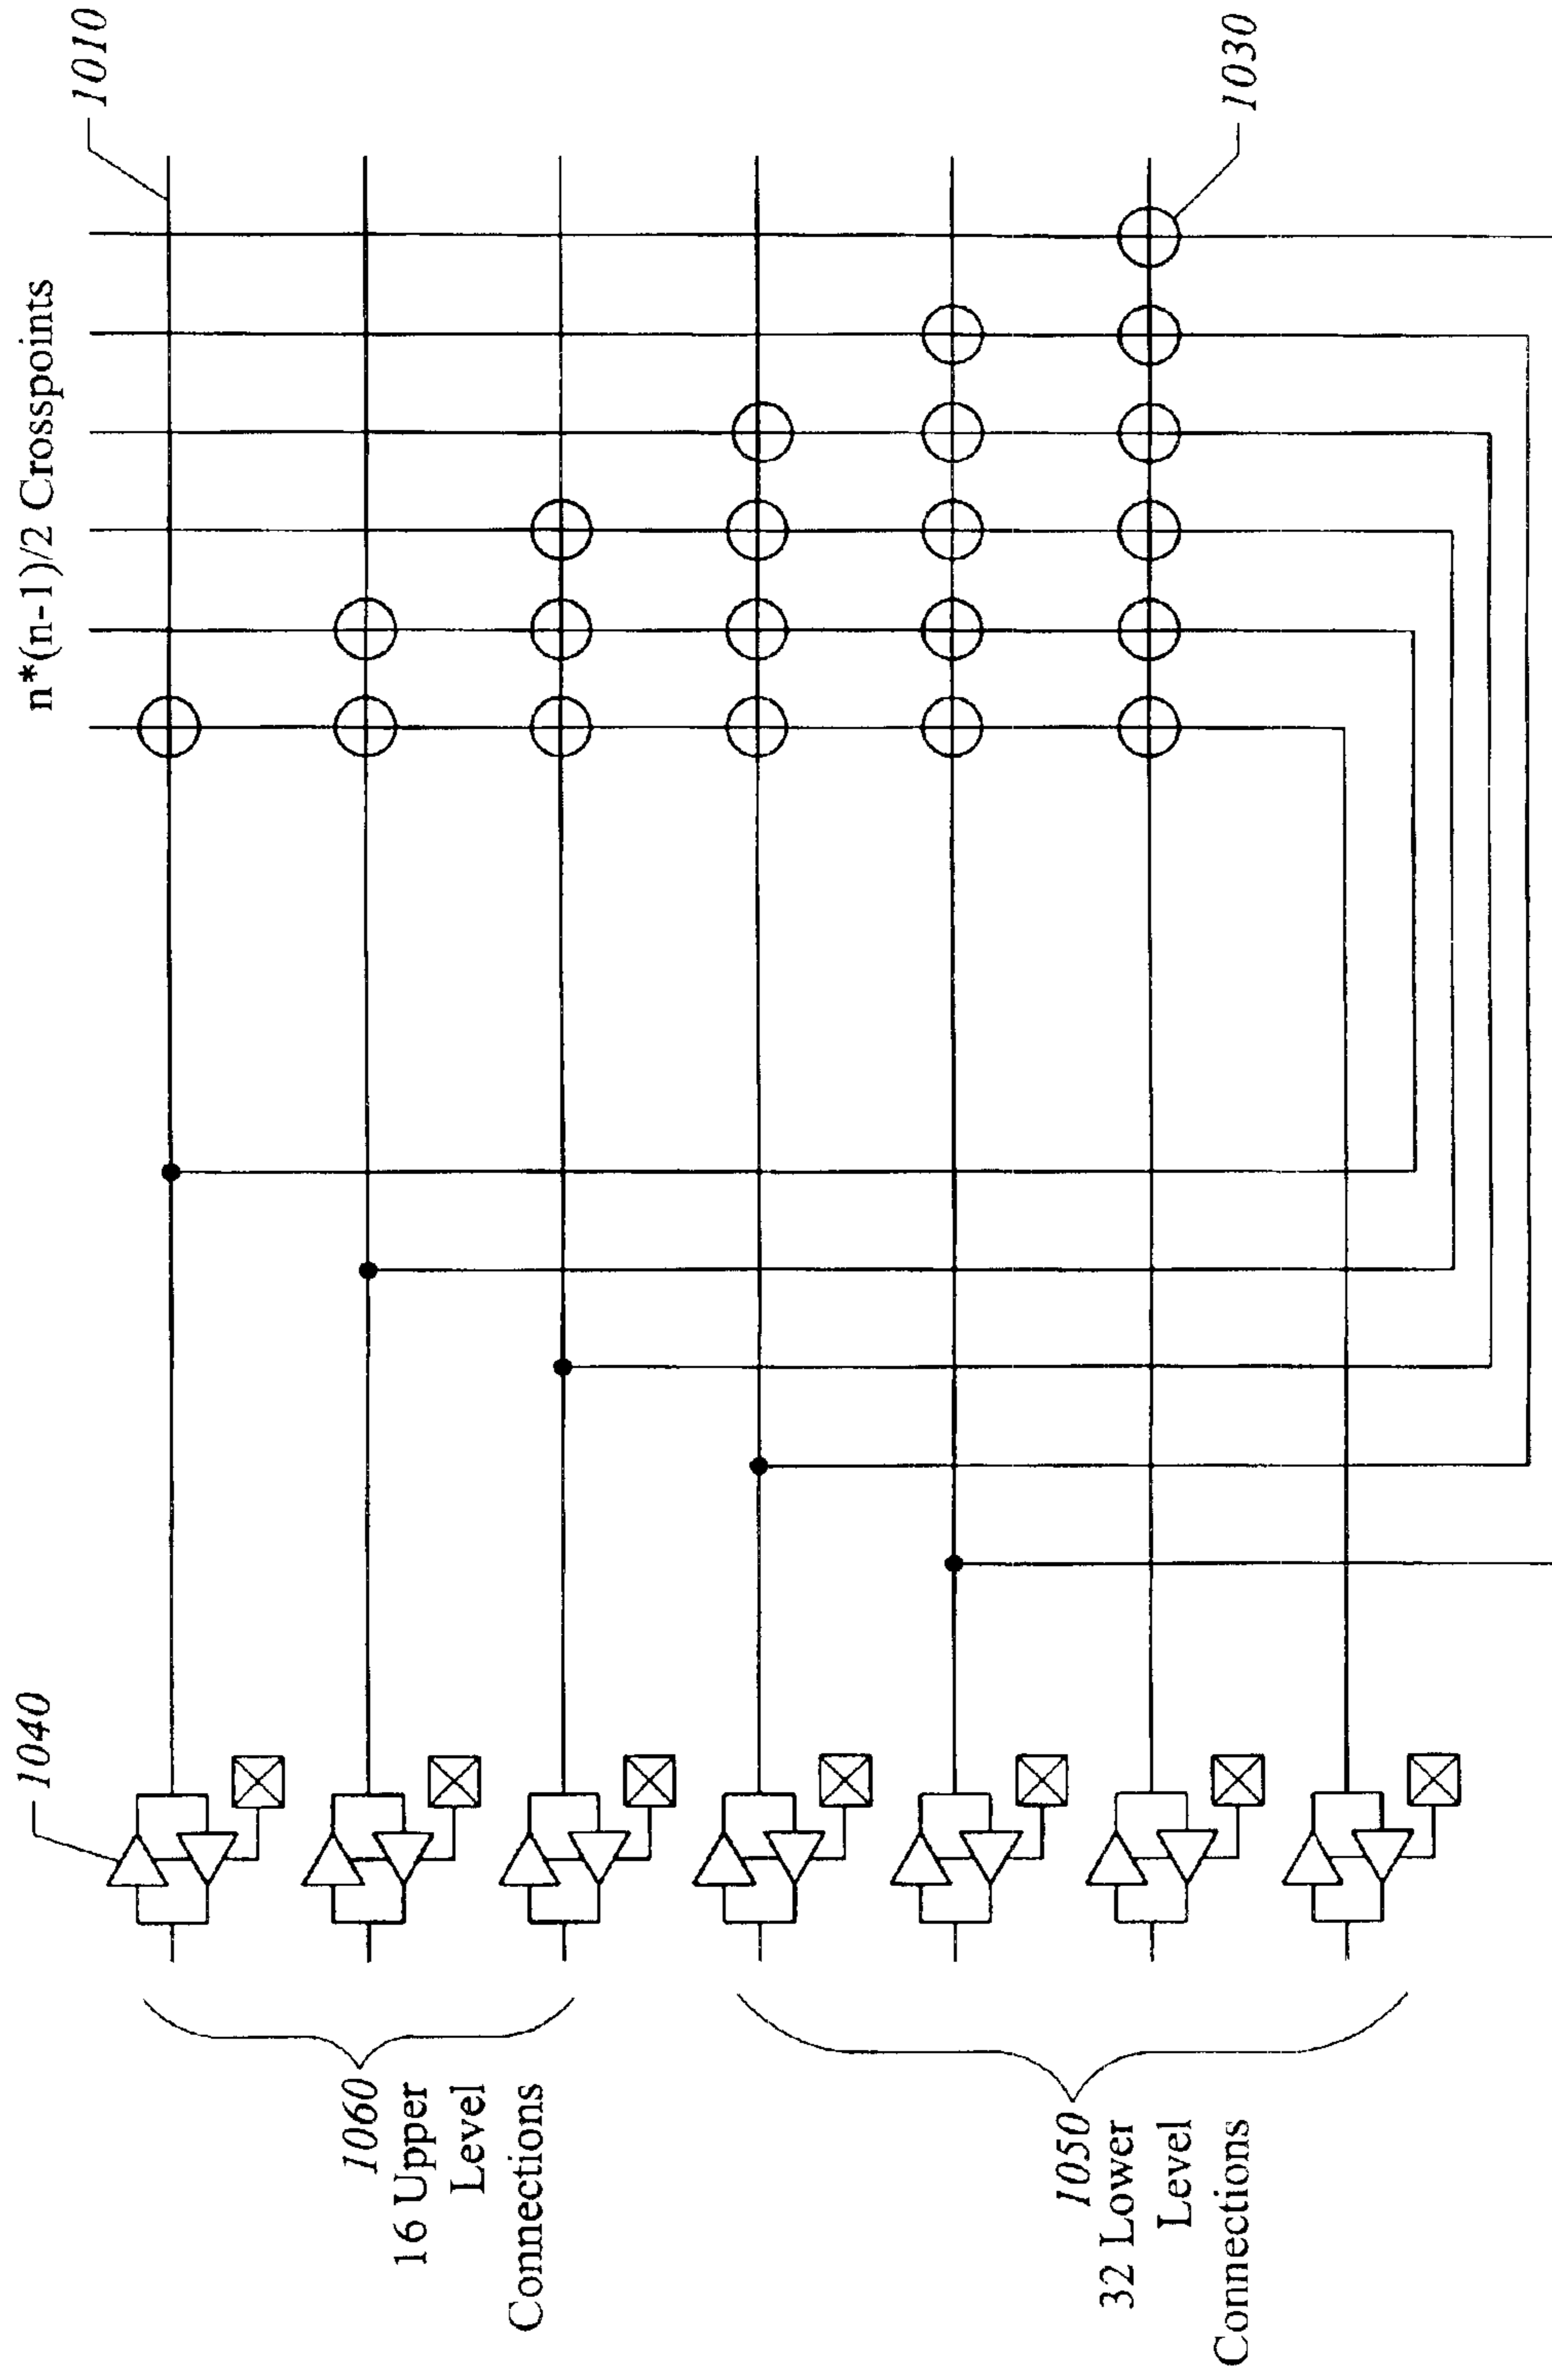 n*(n-1)/2 Crosspoints
1010
1030
1040
1060
16 Upper
Level
Connections
1050
32 Lower
Level
Connections